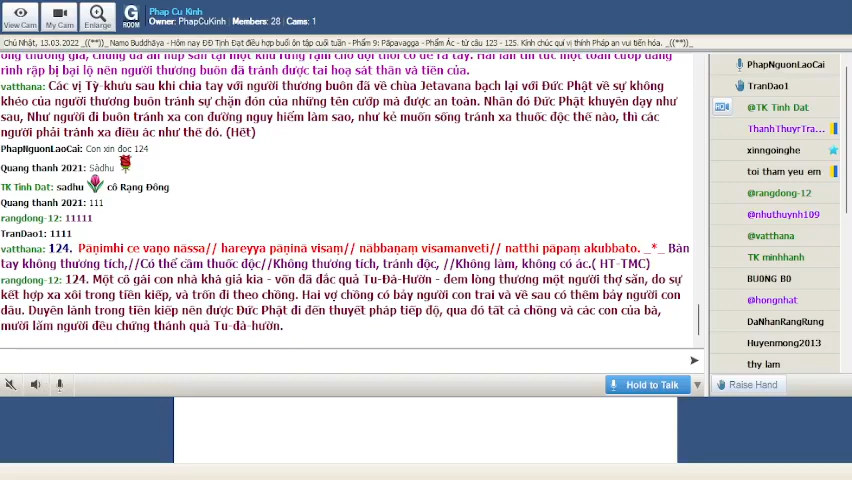 Phap Cu Kinh
Owner: PhapCuKinh | Members: 28 | Cams: 1
View Cam
My Cam
Enlarge
G
ROOM
Chủ Nhật, 13.03.2022 _((**)_ Namo Buddhāya - Hôm nay ĐĐ Tịnh Đạt điều hợp buổi ôn tập cuối tuần - Phẩm 9: Pāpavagga - Phẩm Ác - từ câu 123 - 125. Kính chúc quí vị thính Pháp an vui tiến hóa. _((**)_
rình rập bị bại lộ nên người thương buôn đã tránh được tai hoạ sát thân và tiền của.
vatthana: Các vị Tỳ-khưu sau khi chia tay với người thương buôn đã về chùa Jetavana bạch lại với Đức Phật về sự không
khéo của người thương buôn tránh sự chặn đón của những tên cướp mà được an toàn. Nhân đó Đức Phật khuyên dạy như
sau, Như người đi buôn tránh xa con đường nguy hiểm làm sao, như kẻ muốn sống tránh xa thuốc độc thế nào, thì các
người phải tránh xa điều ác như thế đó. (Hết)
PhapNguonLaoCai: Con xin đọc 124
Quang thanh 2021: Sādhu
TK Tinh Dat: sadhu cô Rạng Đông
Quang thanh 2021: 111
rangdong-12: 11111
TranDao1: 1111
vatthana: 124. Pāṇimhi ce vaṇo nāssa// hareyya pāṇinā visaṃ// nābbaṇaṃ visamanveti// natthi pāpaṃ akubbato. _*_ Bàn
tay không thương tích,//Có thể cầm thuốc độc//Không thương tích, tránh độc, //Không làm, không có ác.( HT-TMC)
rangdong-12: 124. Một cô gái con nhà khá giả kia - vốn đã đắc quả Tu-Đà-Hườn - đem lòng thương một người thợ săn, do sự
kết hợp xa xôi trong tiền kiếp, và trốn đi theo chồng. Hai vợ chồng có bảy người con trai và về sau có thêm bảy người con
dâu. Duyên lành trong tiền kiếp nên được Đức Phật đi đến thuyết pháp tiếp độ, qua đó tất cả chồng và các con của bà,
mười lăm người đều chứng thánh quả Tu-đà-hườn.
Hold to Talk
PhapNguonLaoCai
TranDao1
HD
@TK Tinh Dat
ThanhThuyrTra...
xinngoinghe
toi tham yeu em
@rangdong-12
@nhuthuynh109
@vatthana
TK minhhanh
BU0NG B0
@hongnhat
DaNhanRangRung
Huyenmong2013
thy lam
Raise Hand